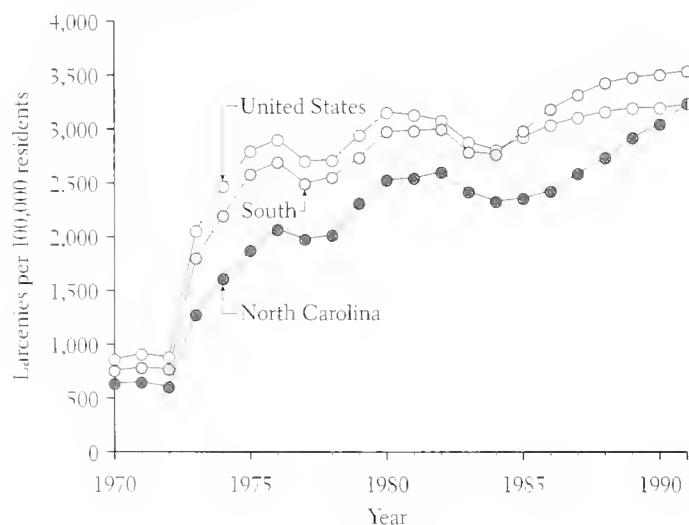 4,000
3,500
3,000
2,500
2,000
1,500
1,000
500
0
Larcenies per 100,000 residents
United States
South
North Carolina
1970
1975
1980
1985
1990
Year